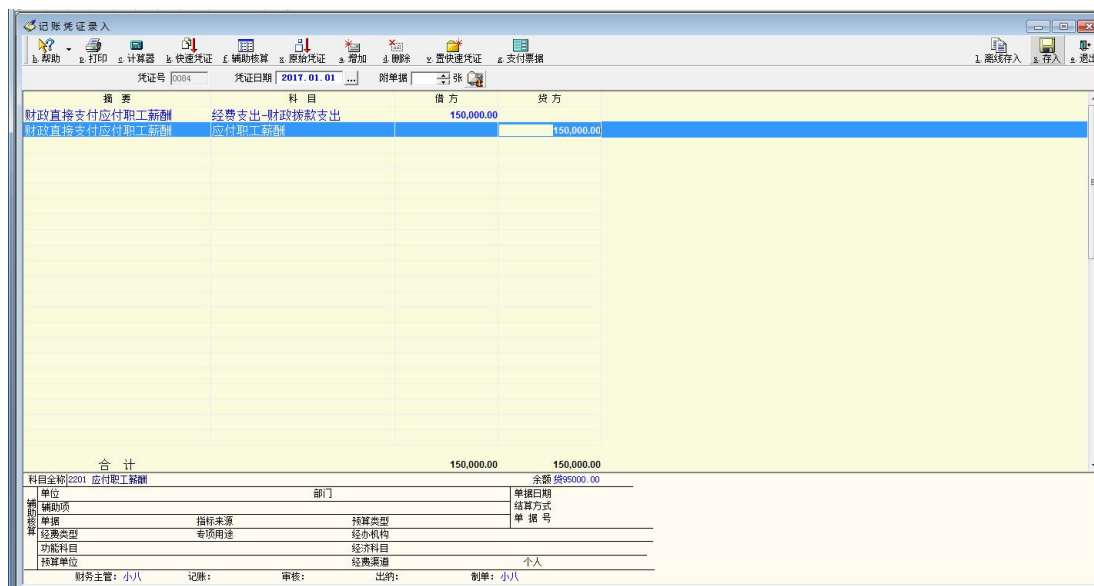 记账凭证录入
h 帮助 p 打印 c 计算器 k 快速凭证 f 辅助核算 x 原始凭证 a 增加 d 删除 v 置快速凭证 z 支付票据 l 离线存入 s 存入 e 退出
凭证号 0084 凭证日期 2017.01.01 ... 附单据 张
摘 要 科 目 借 方 贷 方
财政直接支付应付职工薪酬 经费支出-财政拨款支出 150,000.00
财政直接支付应付职工薪酬 应付职工薪酬 150,000.00
合 计 150,000.00 150,000.00
科目全称 2201 应付职工薪酬 余额 贷95000.00
辅助核算
单位 部门 单据日期
辅助项 结算方式
单据 指标来源 预算类型 单 据 号
经费类型 专项用途 经办机构
功能科目 经济科目
预算单位 经费渠道 个人
财务主管: 小八 记账: 审核: 出纳: 制单: 小八